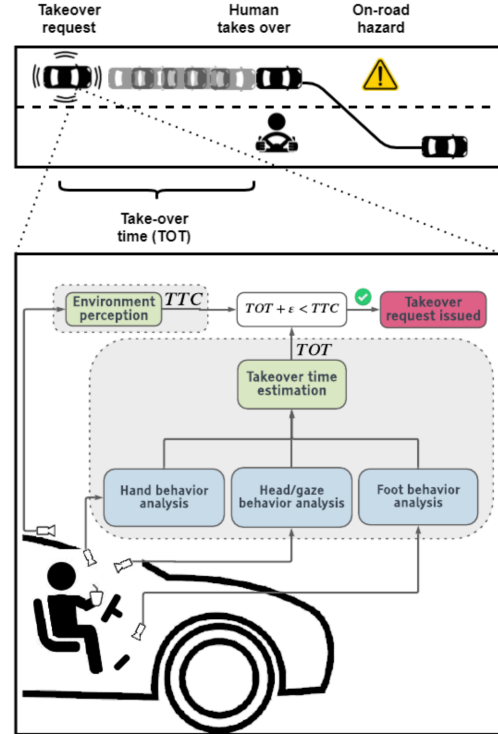 Takeover
request
Human
takes over
On-road
hazard
Take-over
time (TOT)
Environment
perception
TTC
TOT + ε < TTC
Takeover
request issued
TOT
Takeover time
estimation
Hand behavior
analysis
Head/gaze
behavior analysis
Foot behavior
analysis